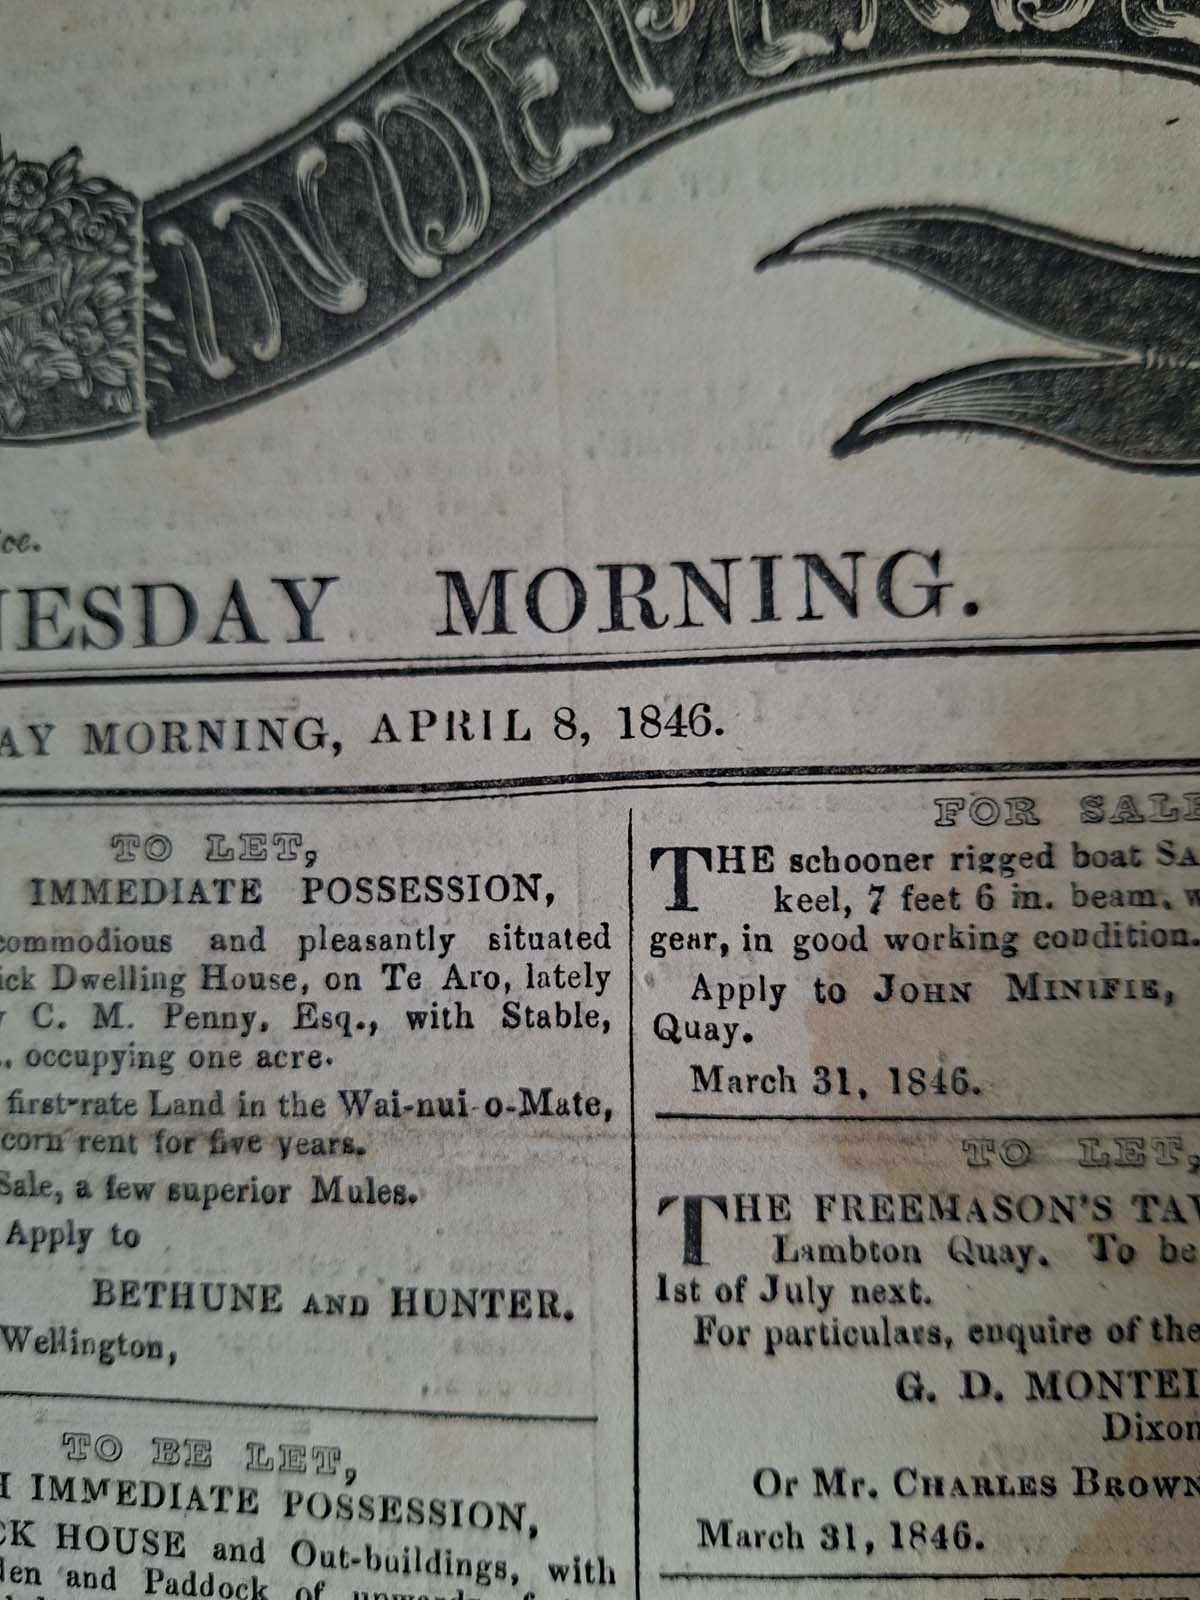 INDEPENDE
ce.
NESDAY MORNING.
AY MORNING, APRIL 8, 1846.
TO LET,
IMMEDIATE POSSESSION,
commodious and pleasantly situated
ick Dwelling House, on Te Aro, lately
C. M. Penny, Esq., with Stable,
., occupying one acre.
first-rate Land in the Wai-nui-o-Mate,
corn rent for five years.
Sale, a few superior Mules.
Apply to
BETHUNE AND HUNTER.
Wellington,
TO BE LET,
H IMMEDIATE POSSESSION,
CK HOUSE and Out-buildings, with
den and Paddock of upwards
FOR SALE
THE schooner rigged boat SA
keel, 7 feet 6 in. beam, w
gear, in good working condition.
Apply to JOHN MINIFIE,
Quay.
March 31, 1846.
TO LET,
THE FREEMASON'S TAV
Lambton Quay. To be
1st of July next.
For particulars, enquire of the
G. D. MONTEI
Dixon
Or Mr. CHARLES BROWN
March 31, 1846.